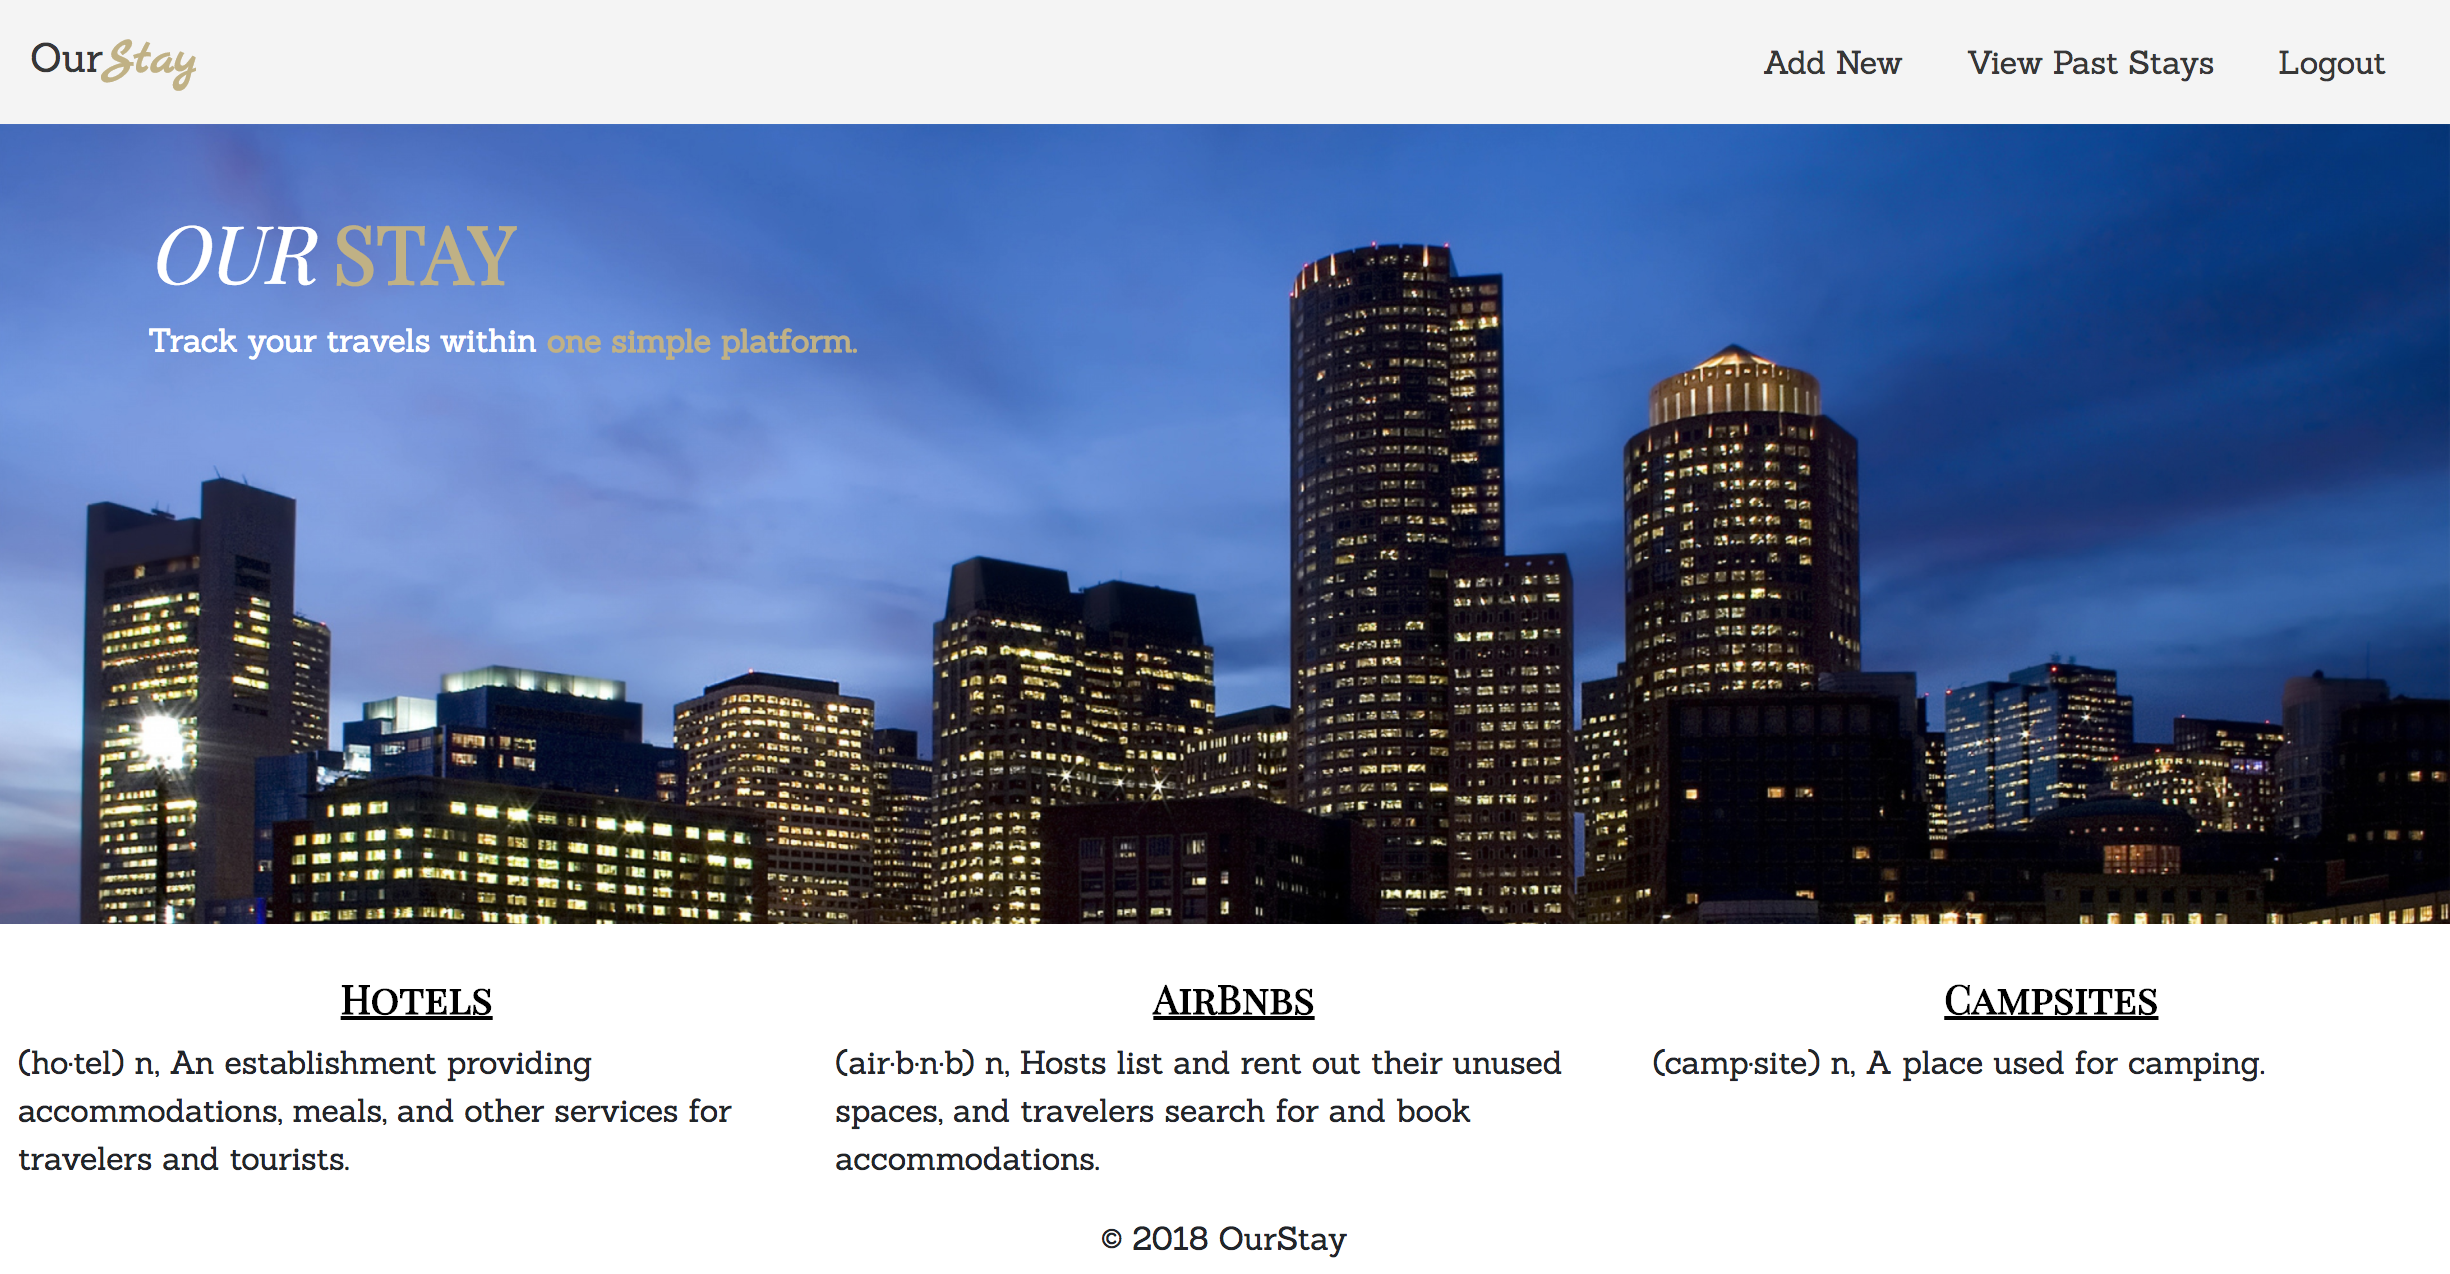 OurStay
Add New View Past Stays Logout
OUR STAY
Track your travels within one simple platform.
Hotels
(ho·tel) n, An establishment providing
accommodations, meals, and other services for
travelers and tourists.
AirBnbs
(air·b·n·b) n, Hosts list and rent out their unused
spaces, and travelers search for and book
accommodations.
Campsites
(camp·site) n, A place used for camping.
© 2018 OurStay